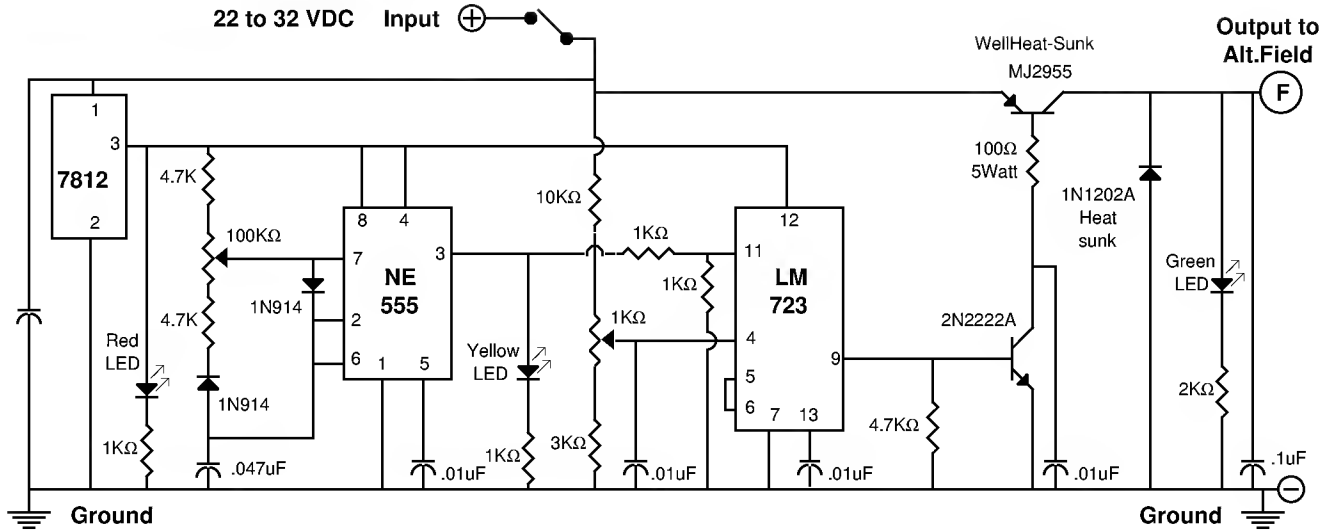 22 to 32 VDC Input
Output to
Alt.Field
WellHeat-Sunk
MJ2955
F
1
3
7812
2
4.7K
100KΩ
4.7K
1N914
1N914
Red
LED
1KΩ
.047uF
8 4
7
3
NE
555
2
6
1 5
.01uF
Yellow
LED
1KΩ
10KΩ
1KΩ
1KΩ
1KΩ
3KΩ
.01uF
12
11
LM
723
4
5
6
9
7 13
.01uF
4.7KΩ
2N2222A
100Ω
5Watt
.01uF
1N1202A
Heat
sunk
Green
LED
2KΩ
.1uF
Ground
Ground